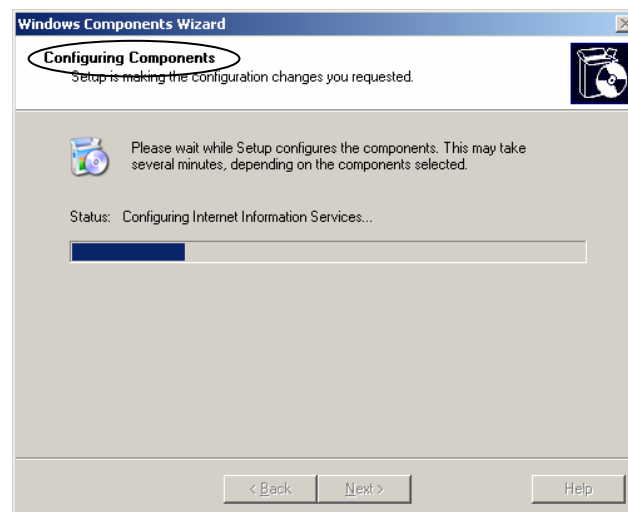 Windows Components Wizard
Configuring Components
Setup is making the configuration changes you requested.
Please wait while Setup configures the components. This may take
several minutes, depending on the components selected.
Status: Configuring Internet Information Services...
< Back Next > Help